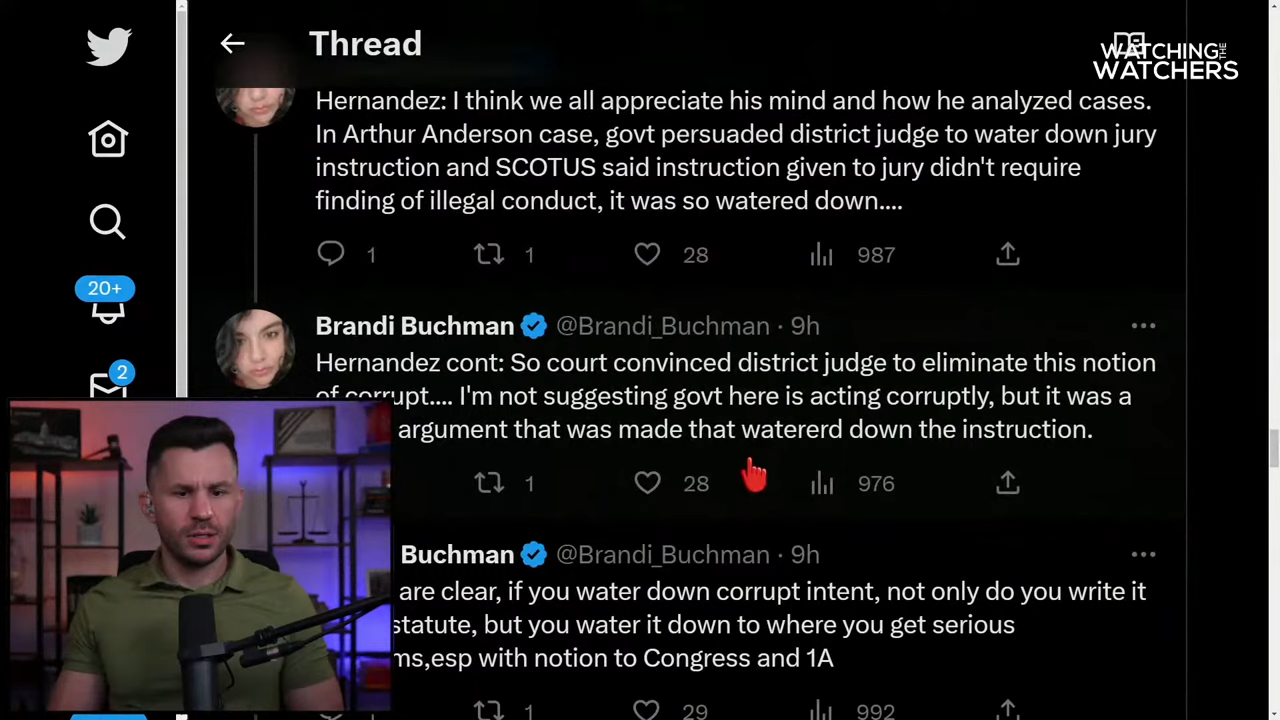 Thread
WATCHING THE
WATCHERS
Hernandez: I think we all appreciate his mind and how he analyzed cases.
In Arthur Anderson case, govt persuaded district judge to water down jury
instruction and SCOTUS said instruction given to jury didn't require
finding of illegal conduct, it was so watered down....
1 1 28 987
20+
Brandi Buchman @Brandi_Buchman · 9h
Hernandez cont: So court convinced district judge to eliminate this notion
of corrupt.... I'm not suggesting govt here is acting corruptly, but it was a
argument that was made that watererd down the instruction.
2
1 28 976
Buchman @Brandi_Buchman · 9h
are clear, if you water down corrupt intent, not only do you write it
statute, but you water it down to where you get serious
ms,esp with notion to Congress and 1A
1 29 992